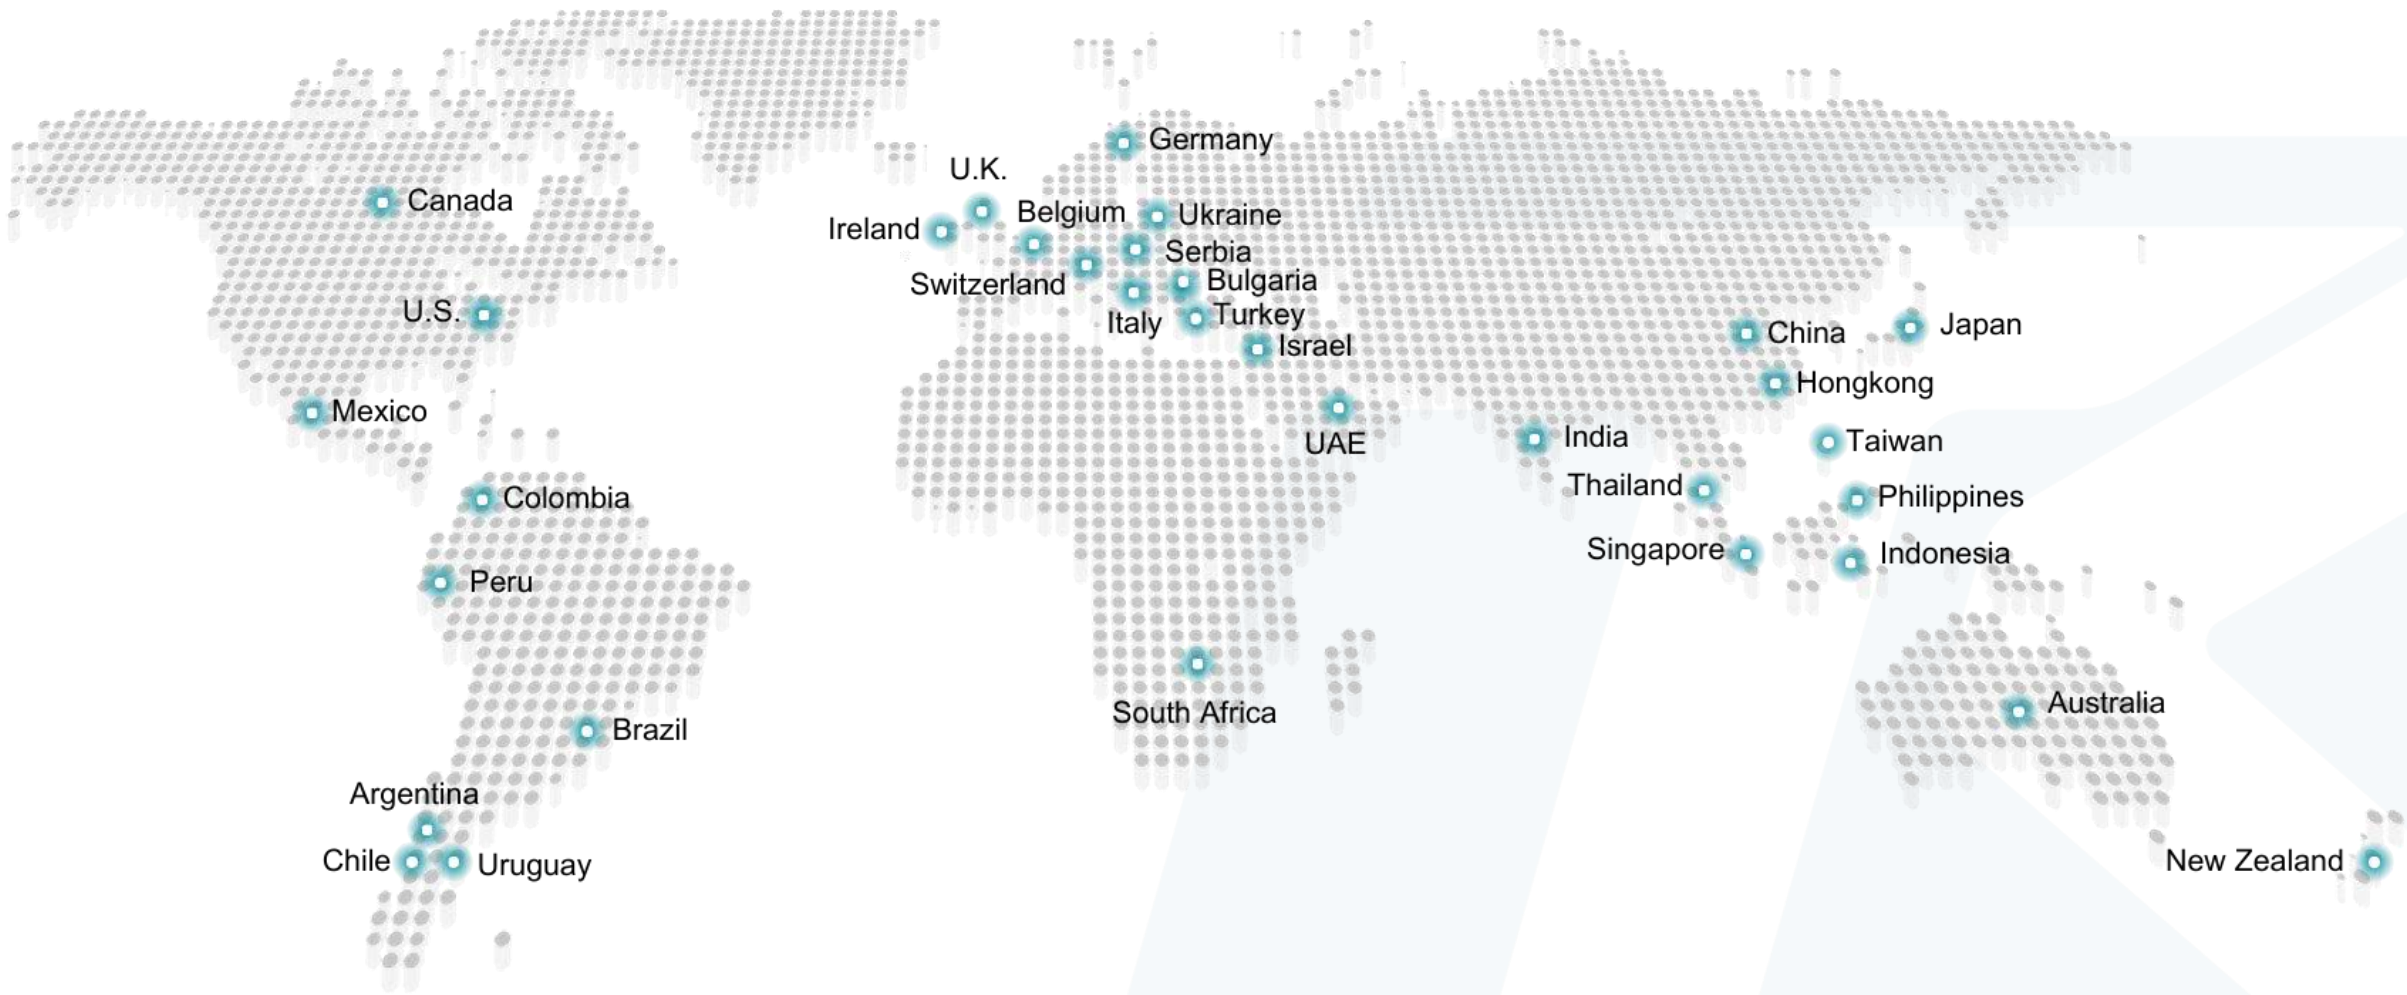 Germany
U.K.
Canada
Belgium
Ukraine
Ireland
Serbia
Switzerland
Bulgaria
U.S.
Italy
Turkey
Israel
China
Japan
Hongkong
Mexico
UAE
India
Taiwan
Thailand
Colombia
Philippines
Singapore
Indonesia
Peru
South Africa
Australia
Brazil
Argentina
Chile
Uruguay
New Zealand